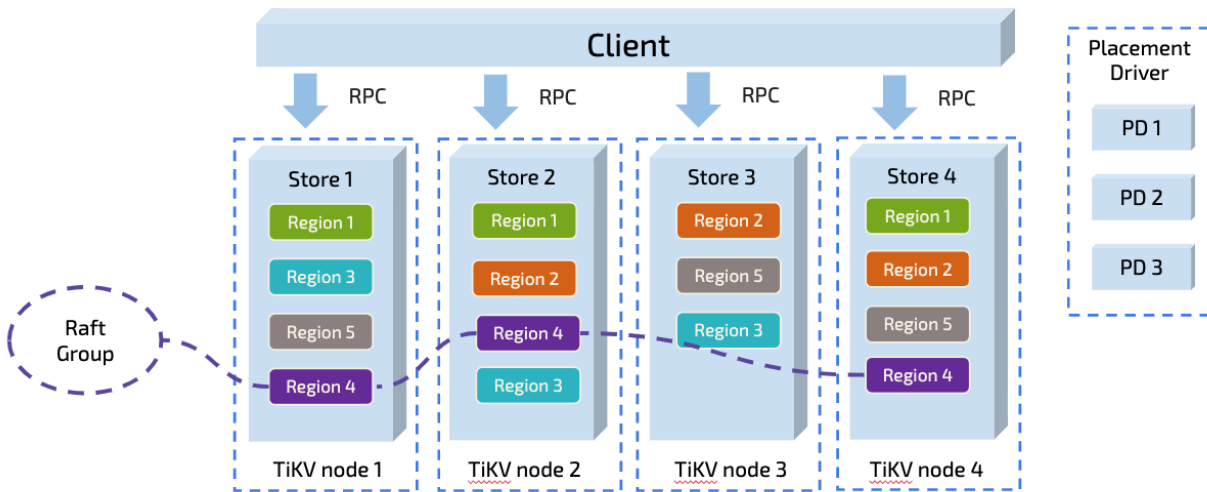 Client
RPC
RPC
RPC
RPC
Placement
Driver
PD 1
PD 2
PD 3
Store 1
Region 1
Region 3
Region 5
Region 4
TiKV node 1
Store 2
Region 1
Region 2
Region 4
Region 3
TiKV node 2
Store 3
Region 2
Region 5
Region 3
TiKV node 3
Store 4
Region 1
Region 2
Region 5
Region 4
TiKV node 4
Raft
Group